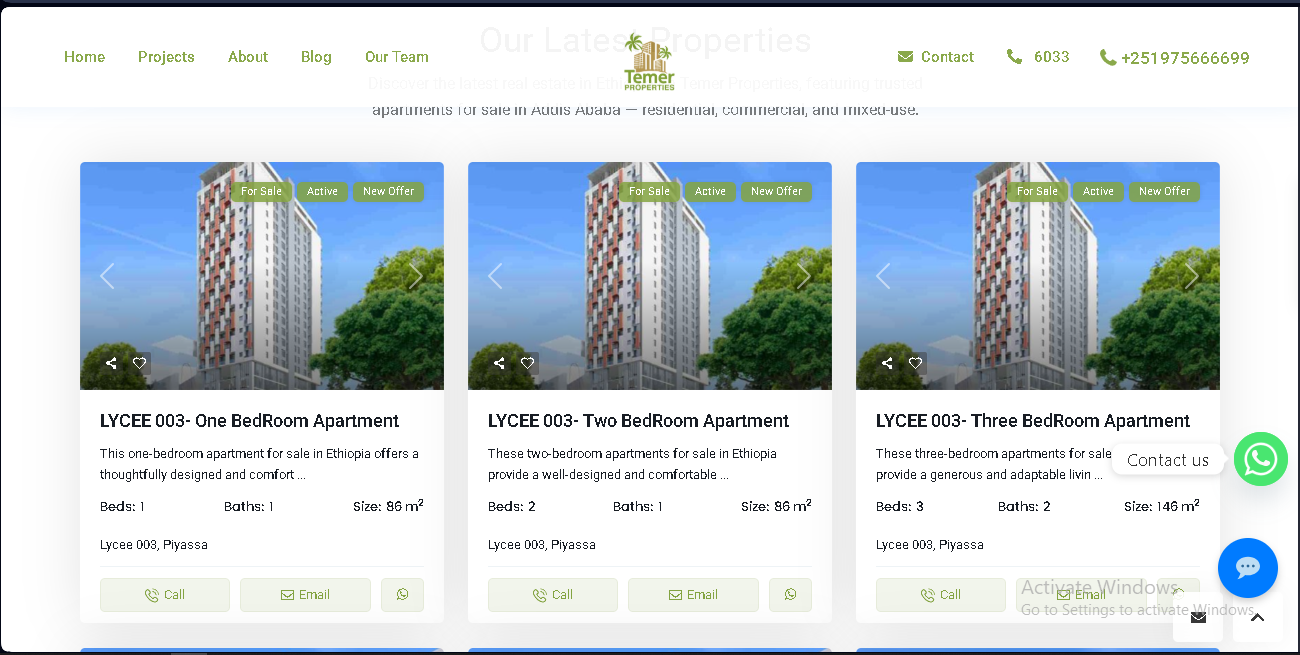 Our Latest Properties
Home Projects About Blog Our Team
Temer
PROPERTIES
Contact 6033 +251975666699
Discover the latest real estate in Ethi Temer Properties, featuring trusted
apartments for sale in Addis Ababa — residential, commercial, and mixed-use.
For Sale Active New Offer
For Sale Active New Offer
For Sale Active New Offer
LYCEE 003- One BedRoom Apartment
This one-bedroom apartment for sale in Ethiopia offers a
thoughtfully designed and comfort ...
Beds: 1 Baths: 1 Size: 86 m²
Lycee 003, Piyassa
Call Email
LYCEE 003- Two BedRoom Apartment
These two-bedroom apartments for sale in Ethiopia
provide a well-designed and comfortable ...
Beds: 2 Baths: 1 Size: 86 m²
Lycee 003, Piyassa
Call Email
LYCEE 003- Three BedRoom Apartment
These three-bedroom apartments for sale
provide a generous and adaptable livin ...
Beds: 3 Baths: 2 Size: 146 m²
Lycee 003, Piyassa
Call Email
Contact us
Activate Windows
Go to Settings to activate Windows.